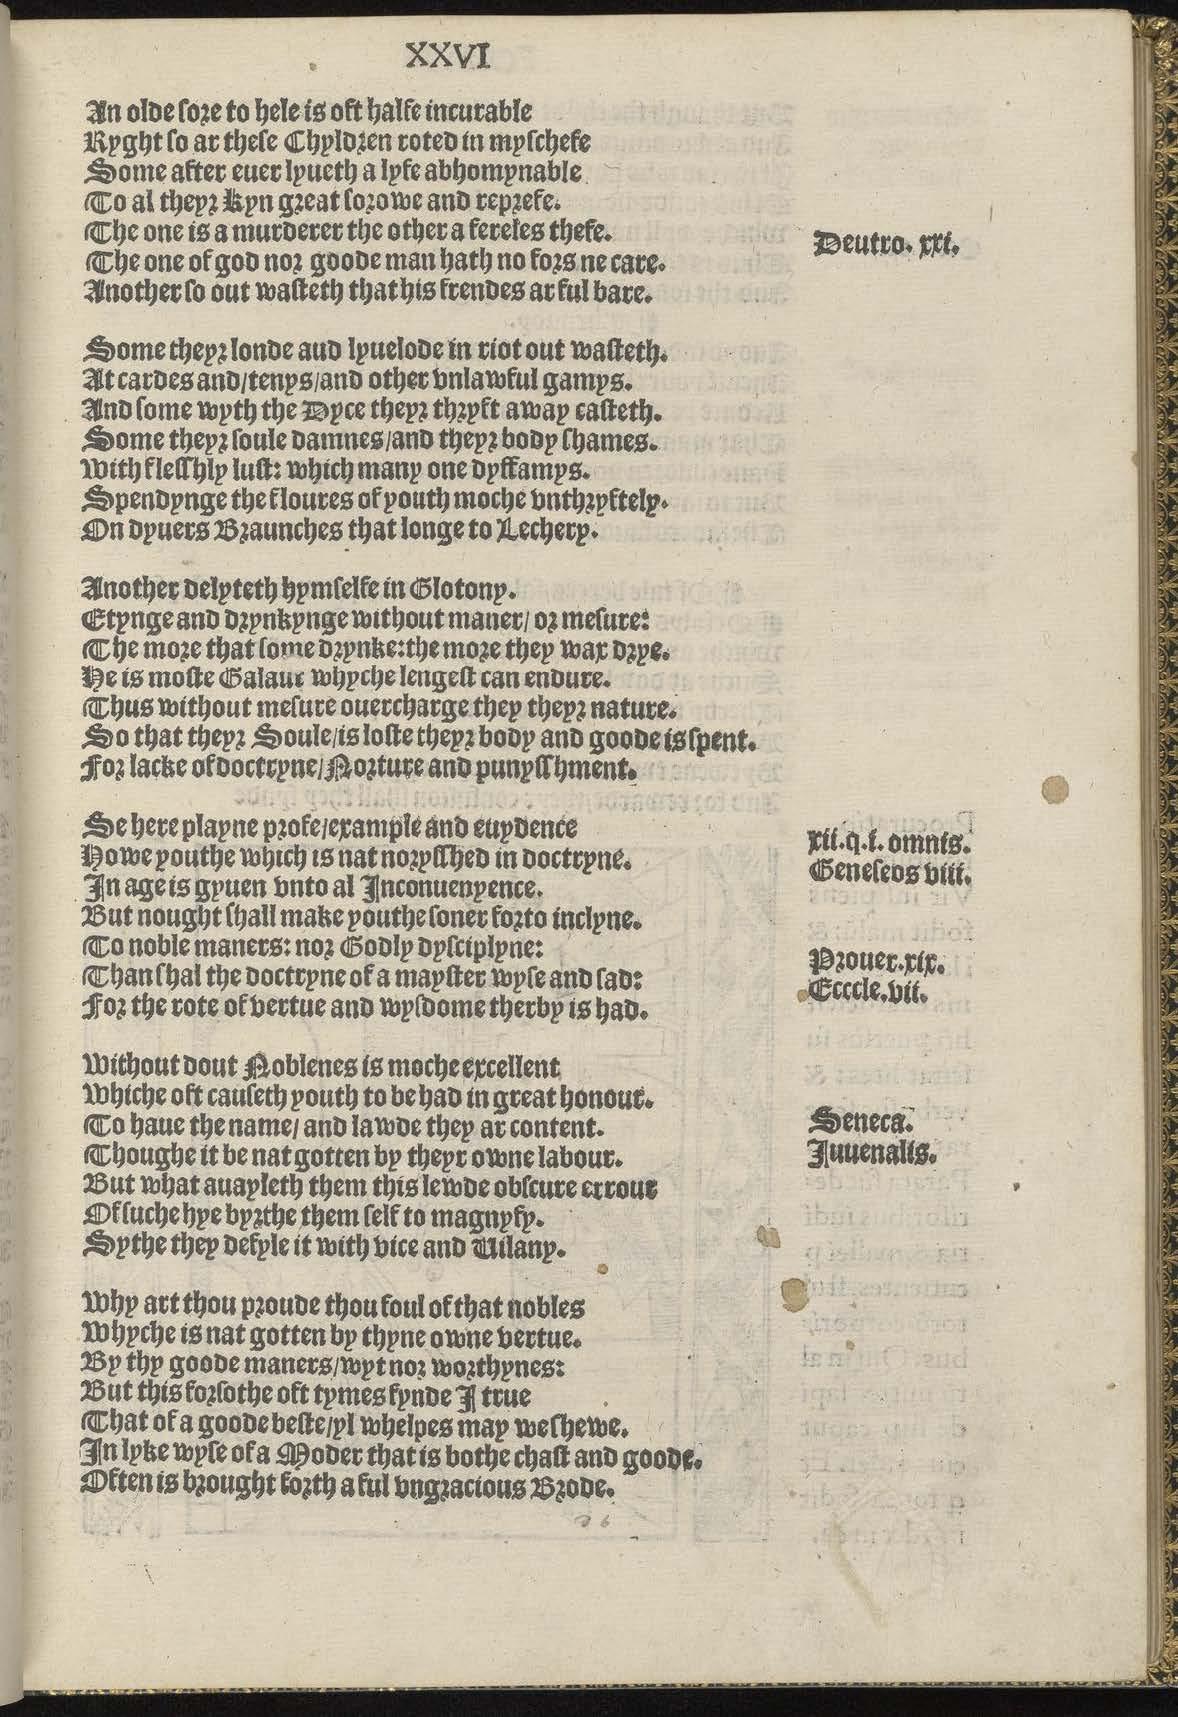 XXVI
An olde sore to hele is oft halfe incurable
Ryght so ar these Chyldren roted in myschefe
Some after euer lyueth a lyfe abhomynable
To al theyr kyn great sorowe and reprefe.
The one is a murderer the other a fereles thefe.
Deutro. xxi.
The one of god nor goode man hath no fors ne care.
Another so out wasteth that his frendes ar ful bare.
Some theyr londe aud lyuelode in riot out wasteth.
At cardes and/tenys/and other vnlawful gamys.
And some wyth the Dyce theyr thryft away casteth.
Some theyr soule damnes/and theyr body shames.
With flesshly lust: which many one dyffamys.
Spendynge the floures of youth moche vnthryftely.
On dyuers Braunches that longe to Lechery.
Another delyteth hymselfe in Glotony.
Etynge and drynkynge without maner/ or mesure:
The more that some drynke: the more they wax drye.
He is moste Galaut whyche lengest can endure.
Thus without mesure ouercharge they theyr nature.
So that theyr Soule/is loste theyr body and goode is spent.
For lacke of doctryne/Norture and punysshment.
Se here playne profe/example and euydence
xii.q.i. omnis.
Howe youthe which is nat norysshed in doctryne.
Geneseos viii.
In age is gyuen vnto al Inconuenyence.
But nought shall make youthe soner forto inclyne.
To noble maners: nor Godly dysciplyne:
Prouer.xix.
Than shal the doctryne of a mayster wyse and sad:
Ecccle.vii.
For the rote of vertue and wysdome therby is had.
Without dout Noblenes is moche excellent
Whiche oft causeth youth to be had in great honour.
Seneca.
To haue the name/ and lawde they ar content.
Iuuenalis.
Thoughe it be nat gotten by theyr owne labour.
But what auayleth them this lewde obscure errour
Of suche hye byrthe them self to magnyfy.
Sythe they defyle it with vice and Uilany.
Why art thou proude thou foul of that nobles
Whyche is nat gotten by thyne owne vertue.
By thy goode maners/wyt nor worthynes:
But this forsothe oft tymes fynde I true
That of a goode beste/yl whelpes may we shewe.
In lyke wyse of a Moder that is bothe chast and goode.
Often is brought forth a ful vngracious Brode.